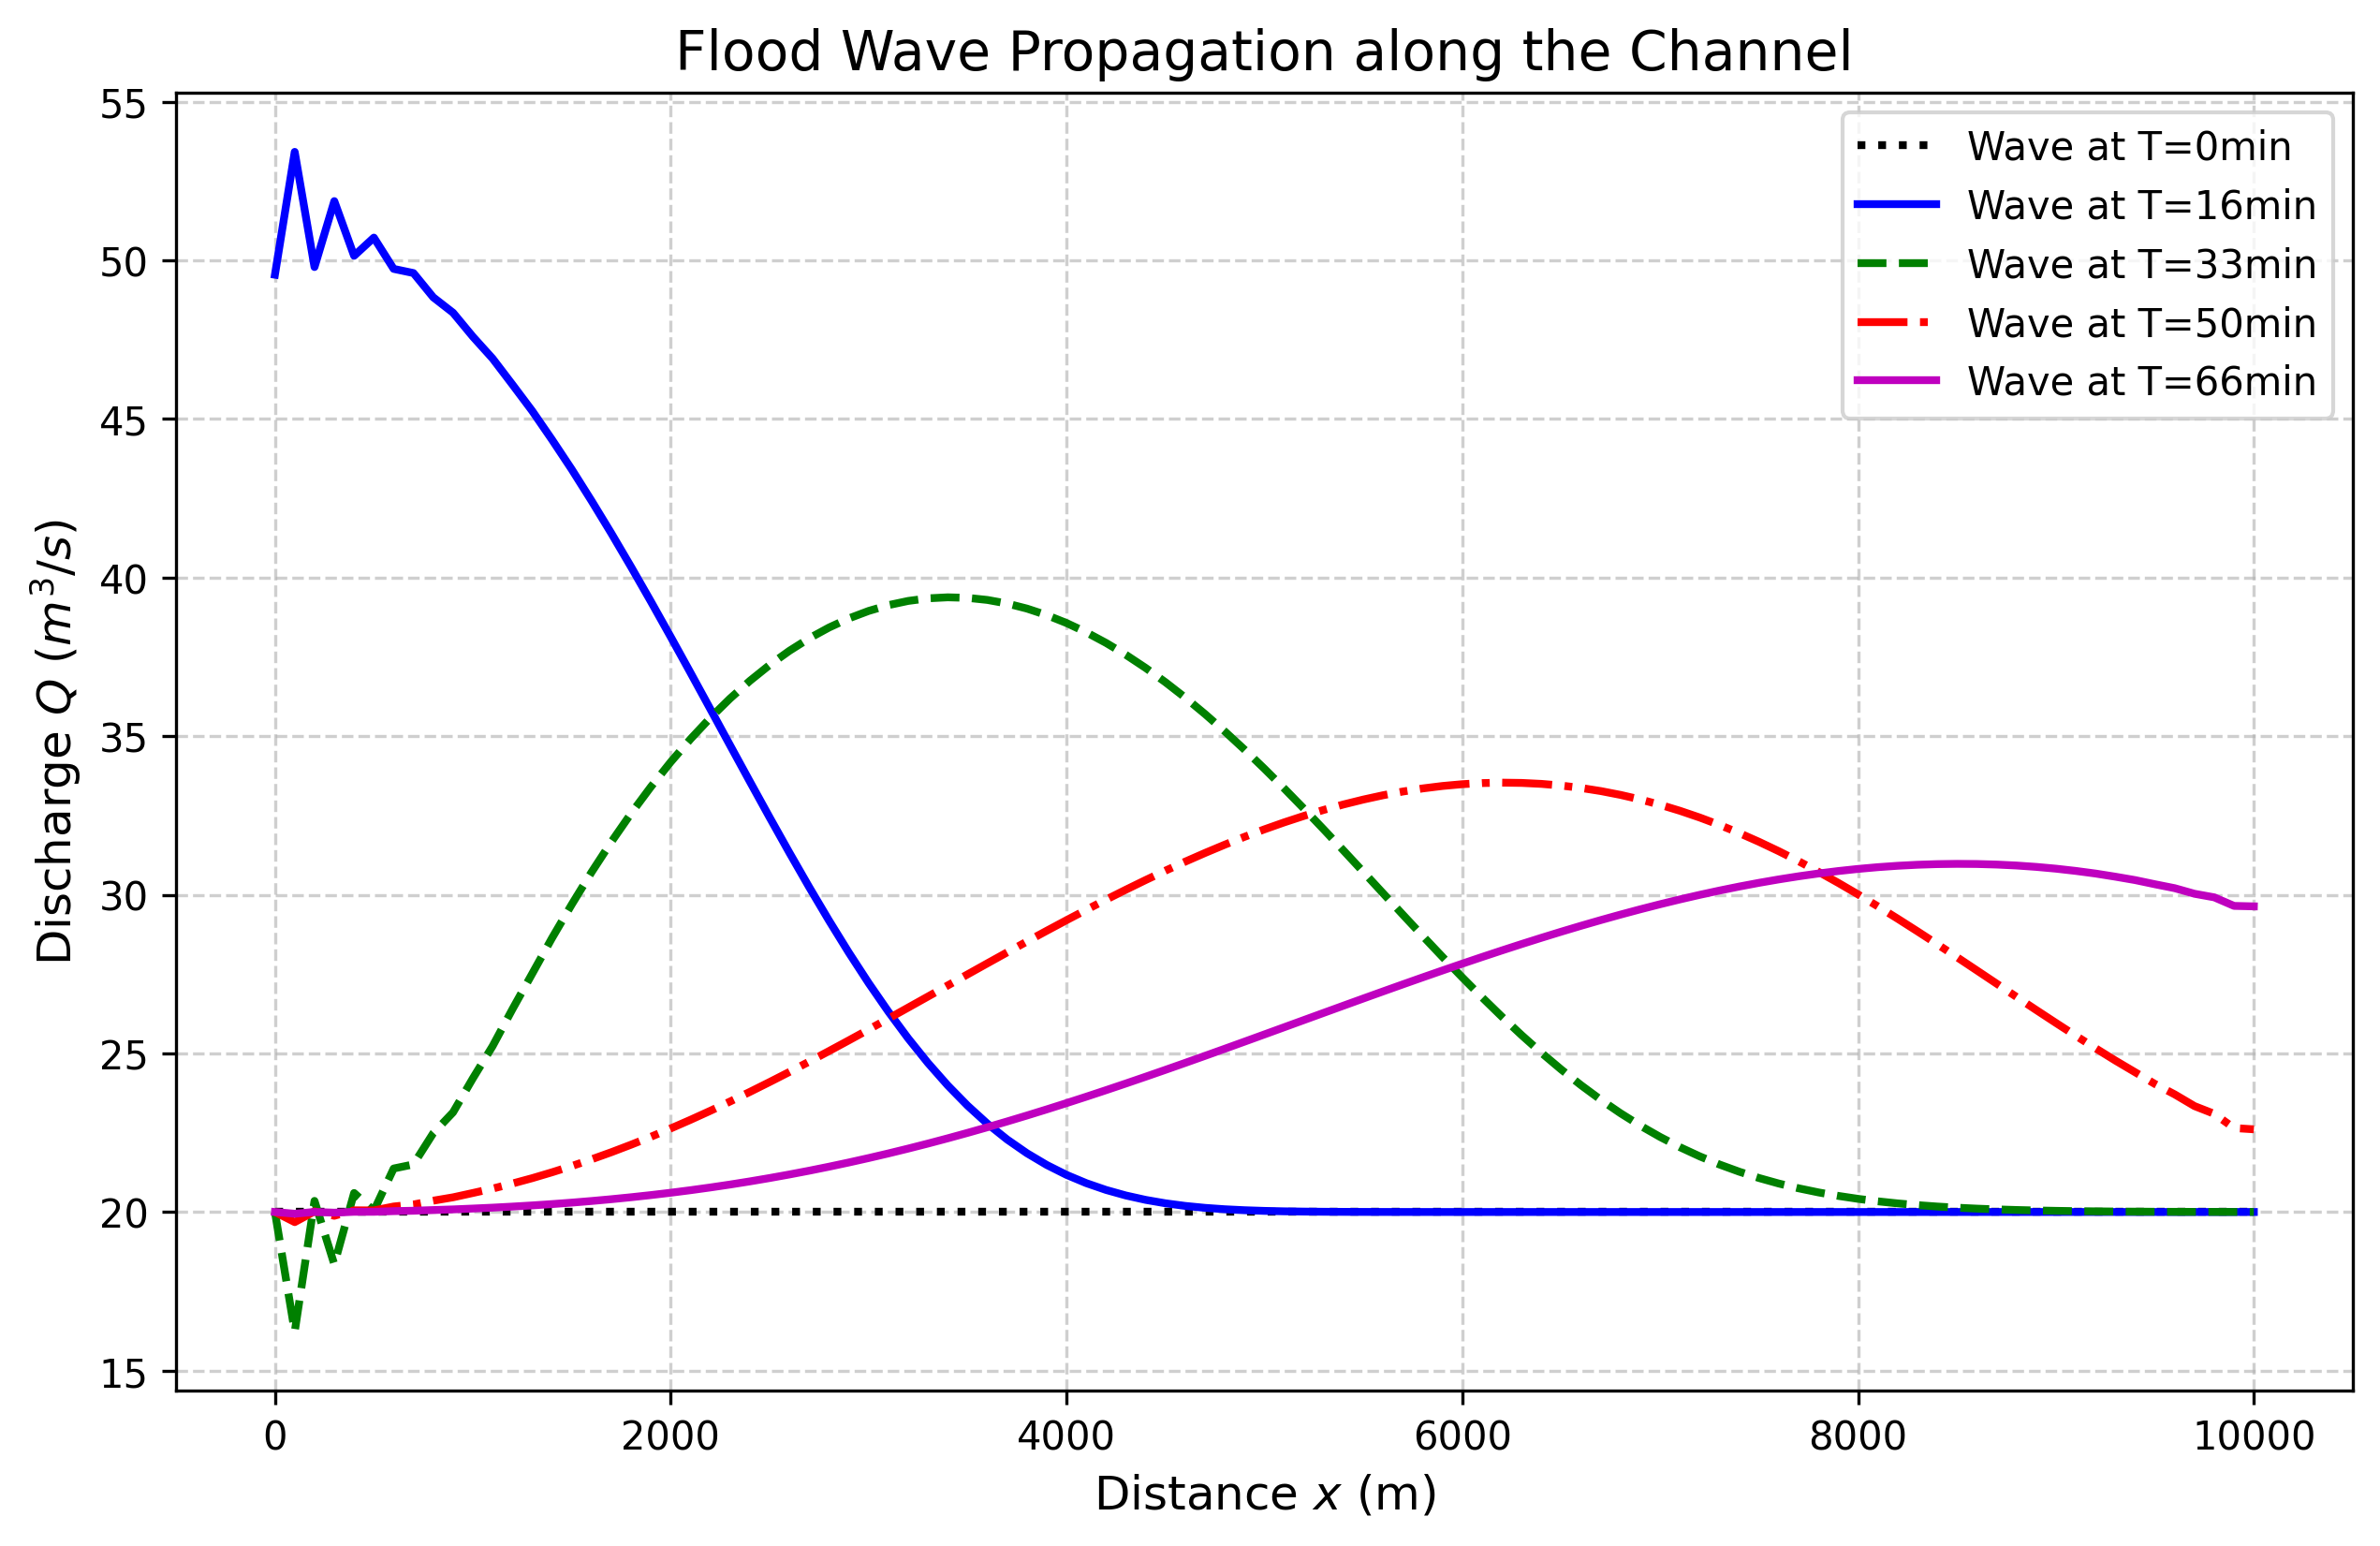 Flood Wave Propagation along the Channel
Wave at T=0min
Wave at T=16min
Wave at T=33min
Wave at T=50min
Wave at T=66min
Discharge Q (m³/s)
55
50
45
40
35
30
25
20
15
0 2000 4000 6000 8000 10000
Distance x (m)